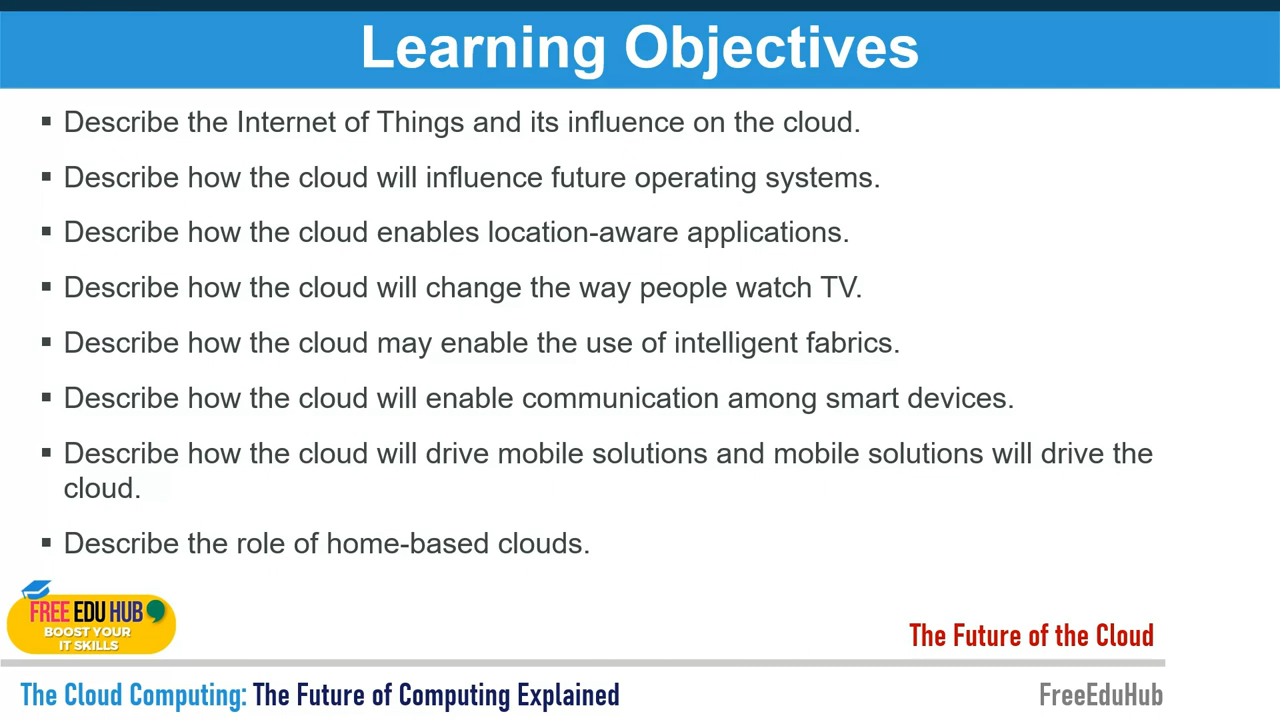 Learning Objectives
▪ Describe the Internet of Things and its influence on the cloud.
▪ Describe how the cloud will influence future operating systems.
▪ Describe how the cloud enables location-aware applications.
▪ Describe how the cloud will change the way people watch TV.
▪ Describe how the cloud may enable the use of intelligent fabrics.
▪ Describe how the cloud will enable communication among smart devices.
▪ Describe how the cloud will drive mobile solutions and mobile solutions will drive the
cloud.
▪ Describe the role of home-based clouds.
FREE EDU HUB
BOOST YOUR
IT SKILLS
The Future of the Cloud
The Cloud Computing: The Future of Computing Explained
FreeEduHub